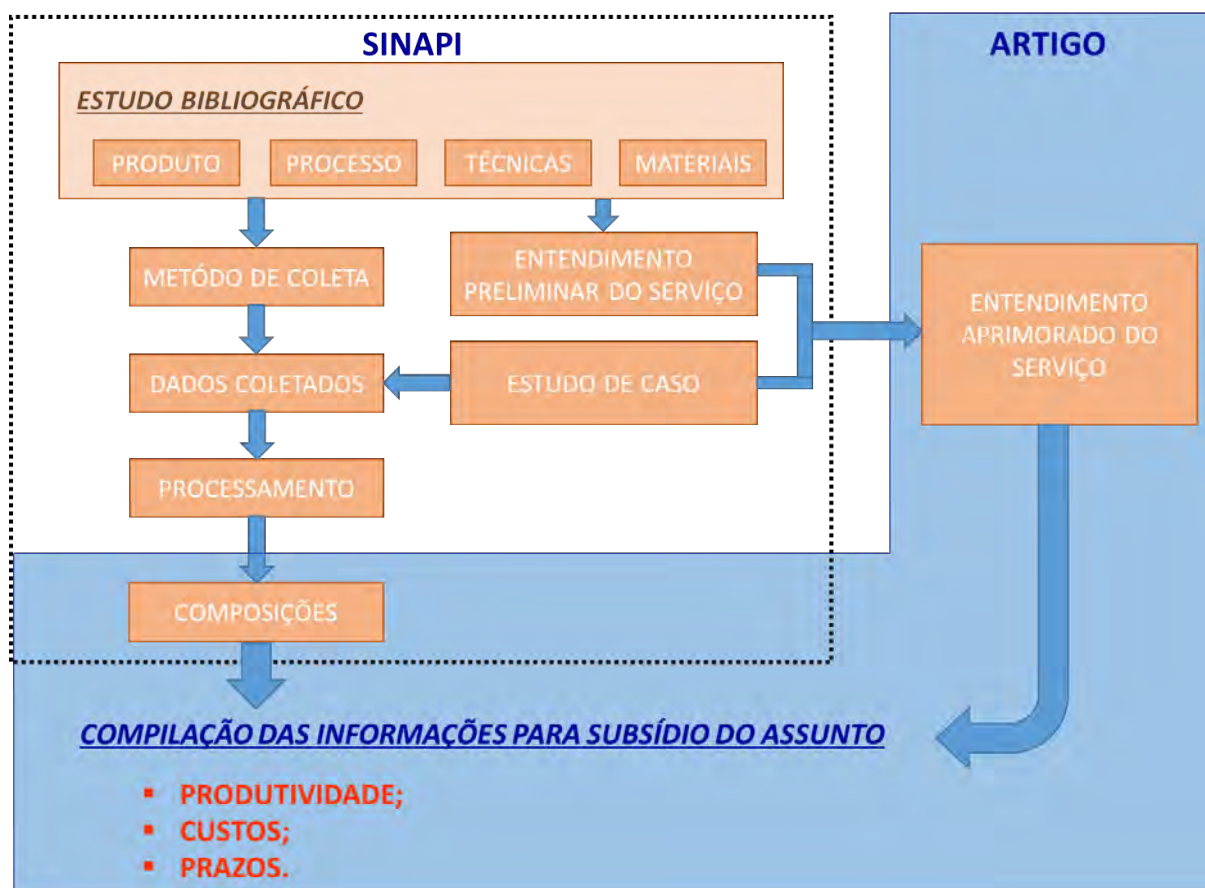 SINAPI
ARTIGO
ESTUDO BIBLIOGRÁFICO
PRODUTO
PROCESSO
TÉCNICAS
MATERIAIS
METÓDO DE COLETA
ENTENDIMENTO
PRELIMINAR DO SERVIÇO
ENTENDIMENTO
APRIMORADO DO
SERVIÇO
DADOS COLETADOS
ESTUDO DE CASO
PROCESSAMENTO
COMPOSIÇÕES
COMPILAÇÃO DAS INFORMAÇÕES PARA SUBSÍDIO DO ASSUNTO
▪ PRODUTIVIDADE;
▪ CUSTOS;
▪ PRAZOS.